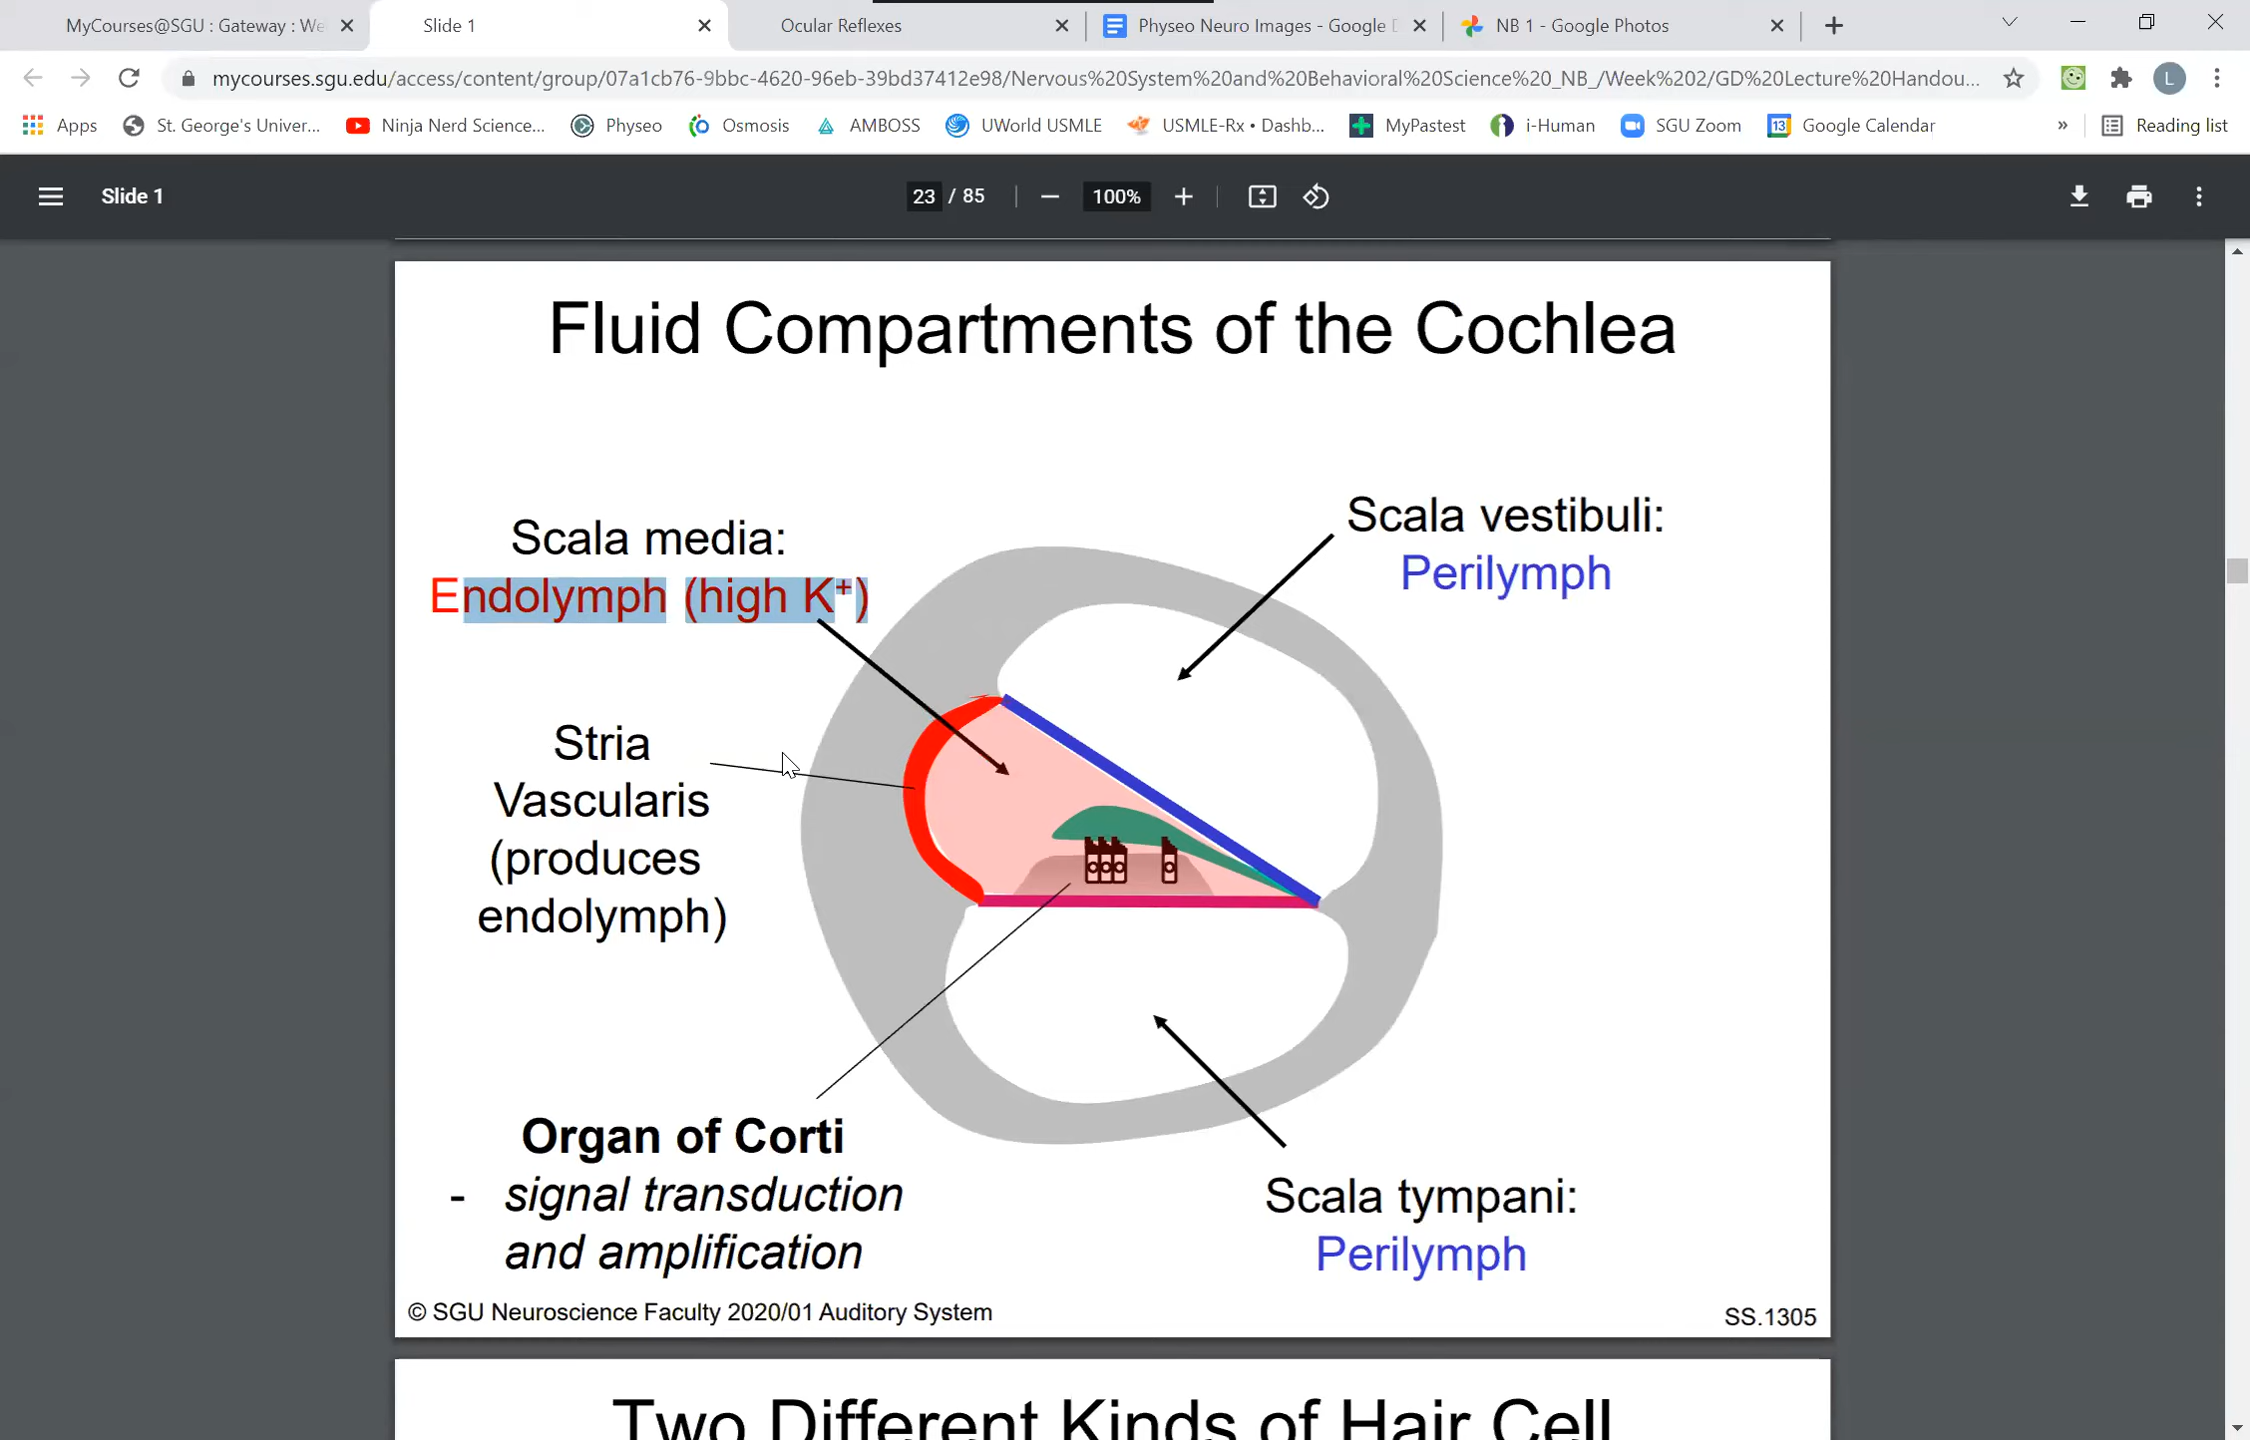 MyCourses@SGU : Gateway : We
Slide 1
Ocular Reflexes
Physeo Neuro Images - Google D
NB 1 - Google Photos
mycourses.sgu.edu/access/content/group/07a1cb76-9bbc-4620-96eb-39bd37412e98/Nervous%20System%20and%20Behavioral%20Science%20_NB_/Week%202/GD%20Lecture%20Handou...
L
Apps
St. George's Univer...
Ninja Nerd Science...
Physeo
Osmosis
AMBOSS
UWorld USMLE
USMLE-Rx • Dashb...
MyPastest
i-Human
SGU Zoom
13
Google Calendar
»
Reading list
Slide 1
23 / 85
100%
Fluid Compartments of the Cochlea
Scala media:
Endolymph (high K+)
Scala vestibuli:
Perilymph
Stria
Vascularis
(produces
endolymph)
Organ of Corti
- signal transduction
and amplification
Scala tympani:
Perilymph
© SGU Neuroscience Faculty 2020/01 Auditory System
SS.1305
Two Different Kinds of Hair Cell